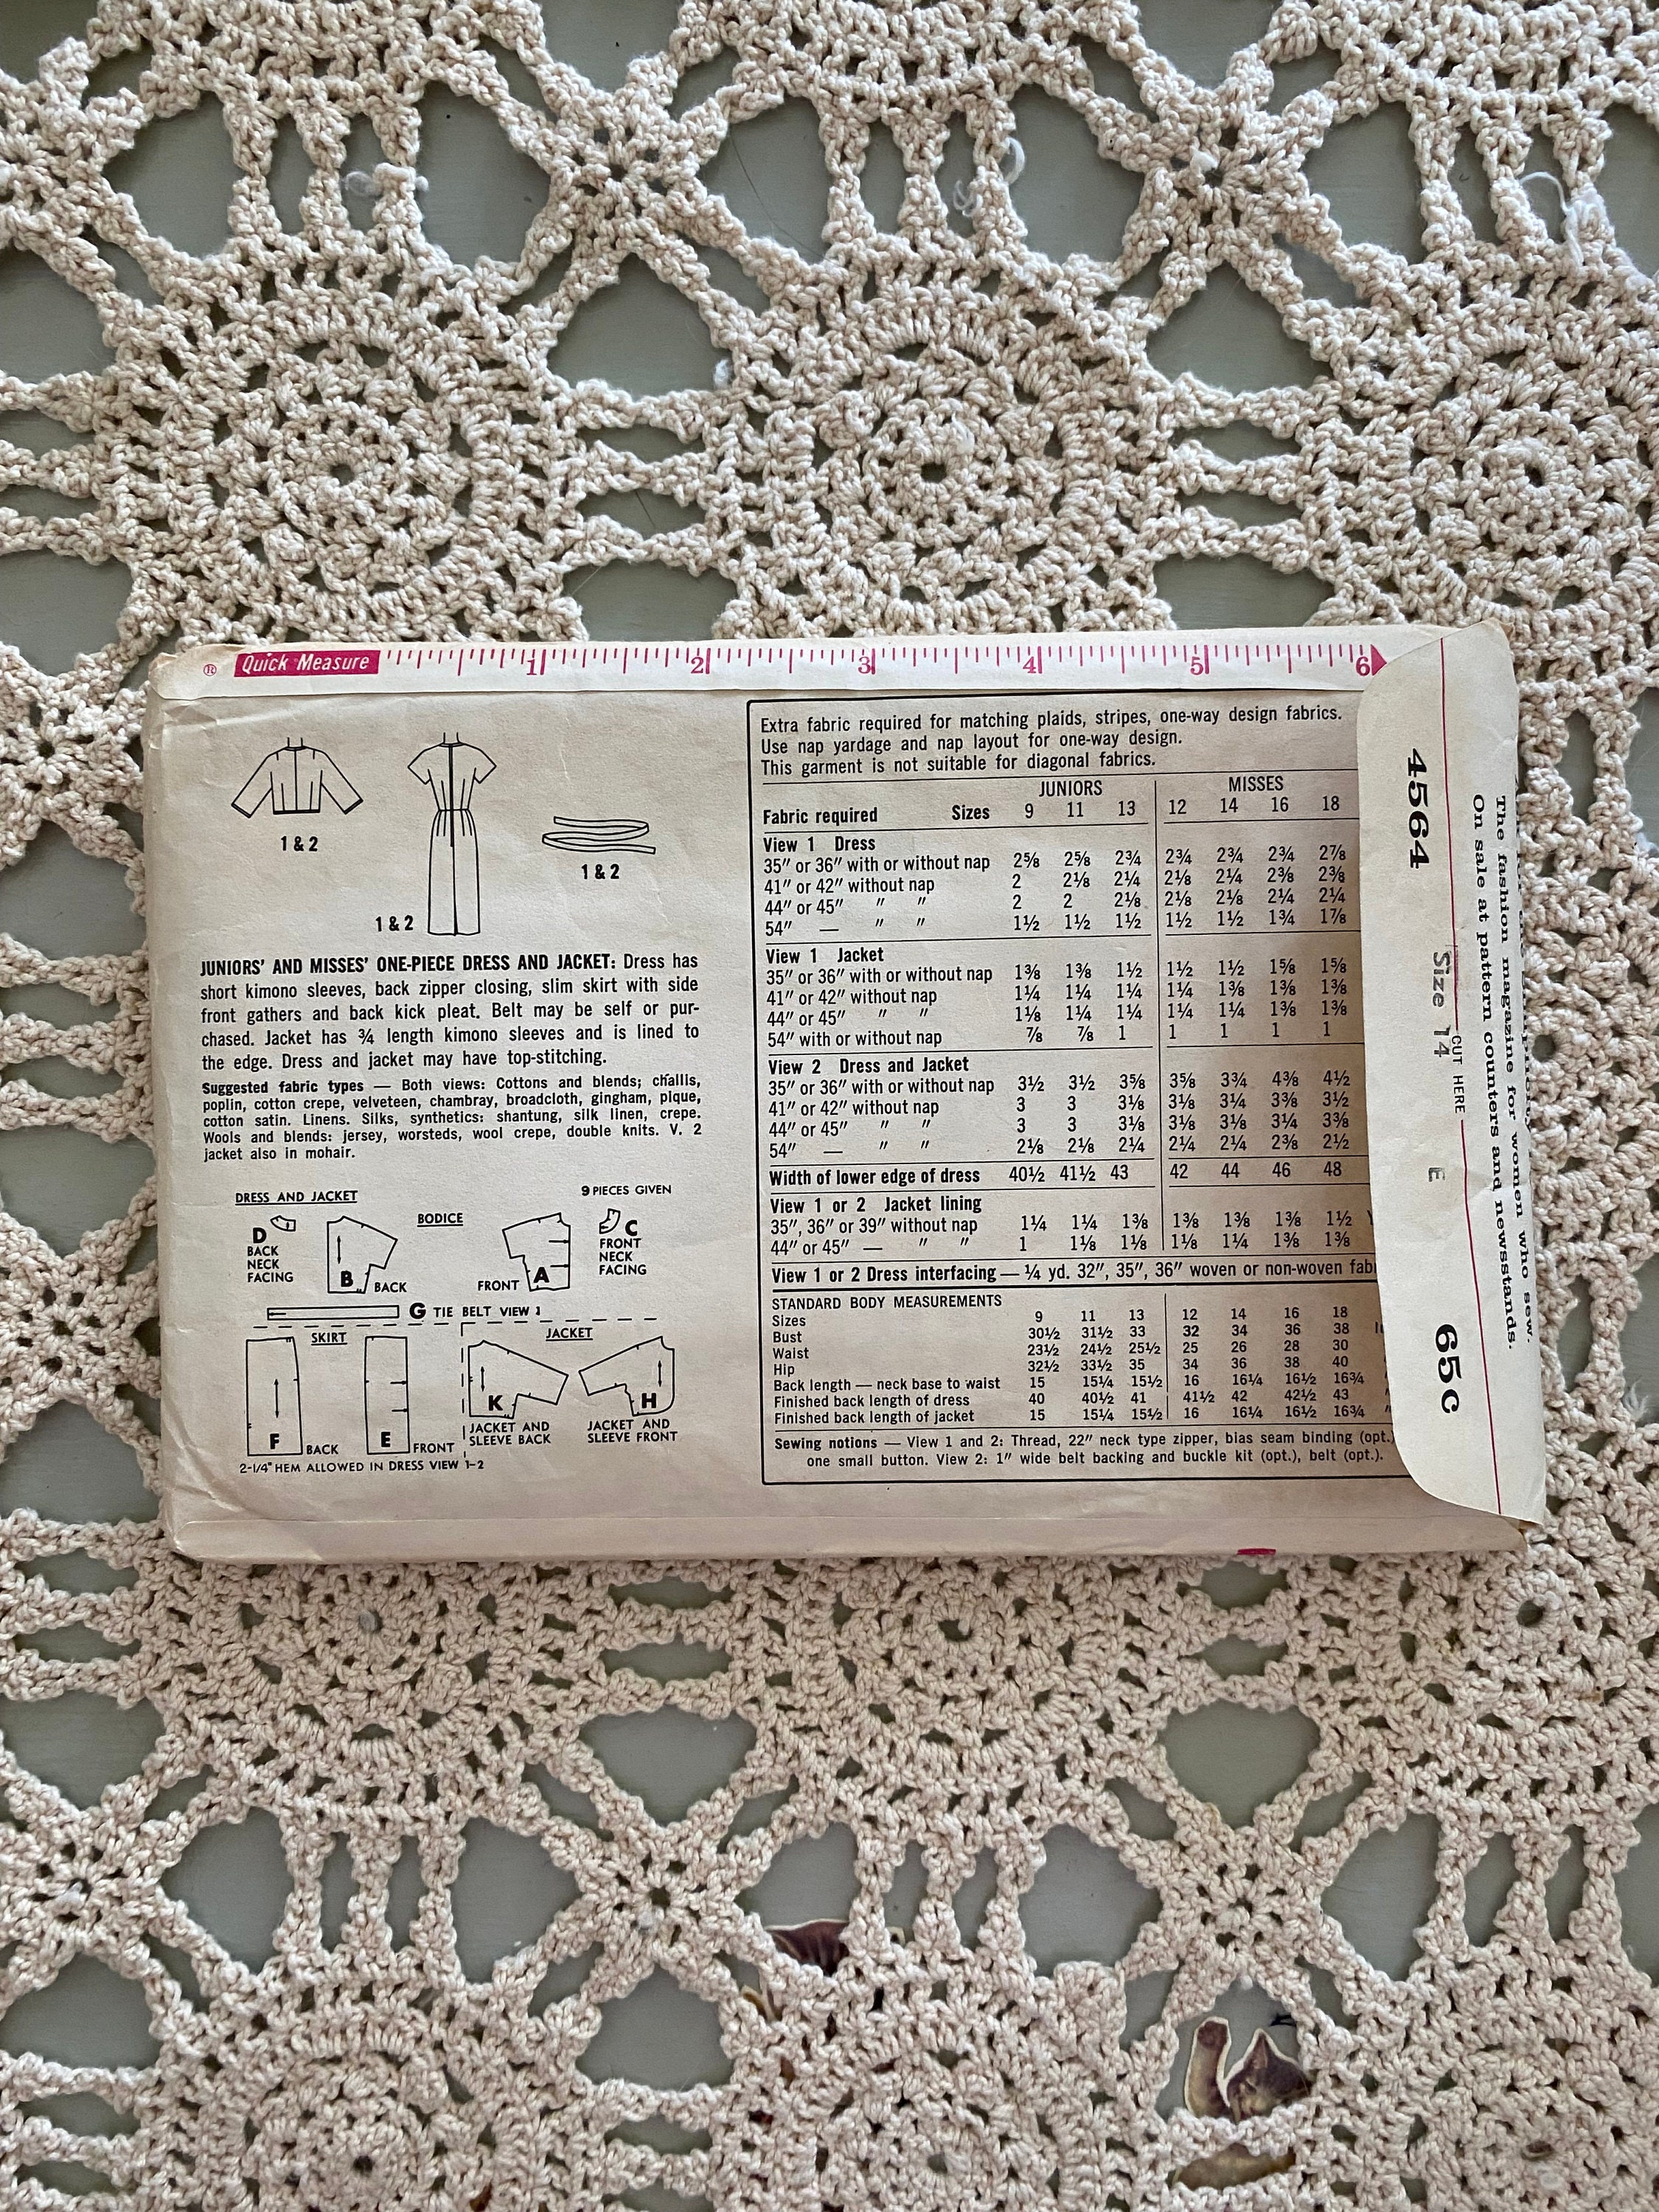 ® Quick Measure 1 2 3 4 5 6
1 & 2
1 & 2
1 & 2
JUNIORS' AND MISSES' ONE-PIECE DRESS AND JACKET: Dress has
short kimono sleeves, back zipper closing, slim skirt with side
front gathers and back kick pleat. Belt may be self or pur-
chased. Jacket has ¾ length kimono sleeves and is lined to
the edge. Dress and jacket may have top-stitching.
Suggested fabric types — Both views: Cottons and blends; challis,
poplin, cotton crepe, velveteen, chambray, broadcloth, gingham, pique,
cotton satin. Linens. Silks, synthetics: shantung, silk linen, crepe.
Wools and blends: jersey, worsteds, wool crepe, double knits. V. 2
jacket also in mohair.
DRESS AND JACKET
9 PIECES GIVEN
BODICE
D
BACK
NECK
FACING
B BACK
FRONT A
C
FRONT
NECK
FACING
G TIE BELT VIEW 1
SKIRT
JACKET
F BACK
E FRONT
K
JACKET AND
SLEEVE BACK
H
JACKET AND
SLEEVE FRONT
2-1/4" HEM ALLOWED IN DRESS VIEW 1-2
Extra fabric required for matching plaids, stripes, one-way design fabrics.
Use nap yardage and nap layout for one-way design.
This garment is not suitable for diagonal fabrics.
JUNIORS MISSES
Fabric required Sizes 9 11 13 12 14 16 18
View 1 Dress
35" or 36" with or without nap 2⅝ 2⅝ 2¾ 2¾ 2¾ 2¾ 2⅞
41" or 42" without nap 2 2⅛ 2¼ 2⅛ 2¼ 2⅜ 2⅜
44" or 45" " " 2 2 2⅛ 2⅛ 2⅛ 2¼ 2¼
54" — " " 1½ 1½ 1½ 1½ 1½ 1¾ 1⅞
View 1 Jacket
35" or 36" with or without nap 1⅜ 1⅜ 1½ 1½ 1½ 1⅝ 1⅝
41" or 42" without nap 1¼ 1¼ 1¼ 1¼ 1⅜ 1⅜ 1⅜
44" or 45" " " 1⅛ 1¼ 1¼ 1¼ 1¼ 1⅜ 1⅜
54" with or without nap ⅞ ⅞ 1 1 1 1 1
View 2 Dress and Jacket
35" or 36" with or without nap 3½ 3½ 3⅝ 3⅝ 3¾ 4⅜ 4½
41" or 42" without nap 3 3 3⅛ 3⅛ 3¼ 3⅜ 3½
44" or 45" " " 3 3 3⅛ 3⅛ 3⅛ 3¼ 3⅜
54" — " " 2⅛ 2⅛ 2¼ 2¼ 2¼ 2⅜ 2½
Width of lower edge of dress 40½ 41½ 43 42 44 46 48
View 1 or 2 Jacket lining
35", 36" or 39" without nap 1¼ 1¼ 1⅜ 1⅜ 1⅜ 1⅜ 1½
44" or 45" — " " 1 1⅛ 1⅛ 1⅛ 1¼ 1⅜ 1⅜
View 1 or 2 Dress interfacing — ¼ yd. 32", 35", 36" woven or non-woven fab
STANDARD BODY MEASUREMENTS
Sizes 9 11 13 12 14 16 18
Bust 30½ 31½ 33 32 34 36 38
Waist 23½ 24½ 25½ 25 26 28 30
Hip 32½ 33½ 35 34 36 38 40
Back length — neck base to waist 15 15¼ 15½ 16 16¼ 16½ 16¾
Finished back length of dress 40 40½ 41 41½ 42 42½ 43 "
Finished back length of jacket 15 15¼ 15½ 16 16¼ 16½ 16¾ "
Sewing notions — View 1 and 2: Thread, 22" neck type zipper, bias seam binding (opt.)
one small button. View 2: 1" wide belt backing and buckle kit (opt.), belt (opt.).
4564
Size 14
E
65c
CUT HERE
The fashion magazine for women who sew.
On sale at pattern counters and newsstands.